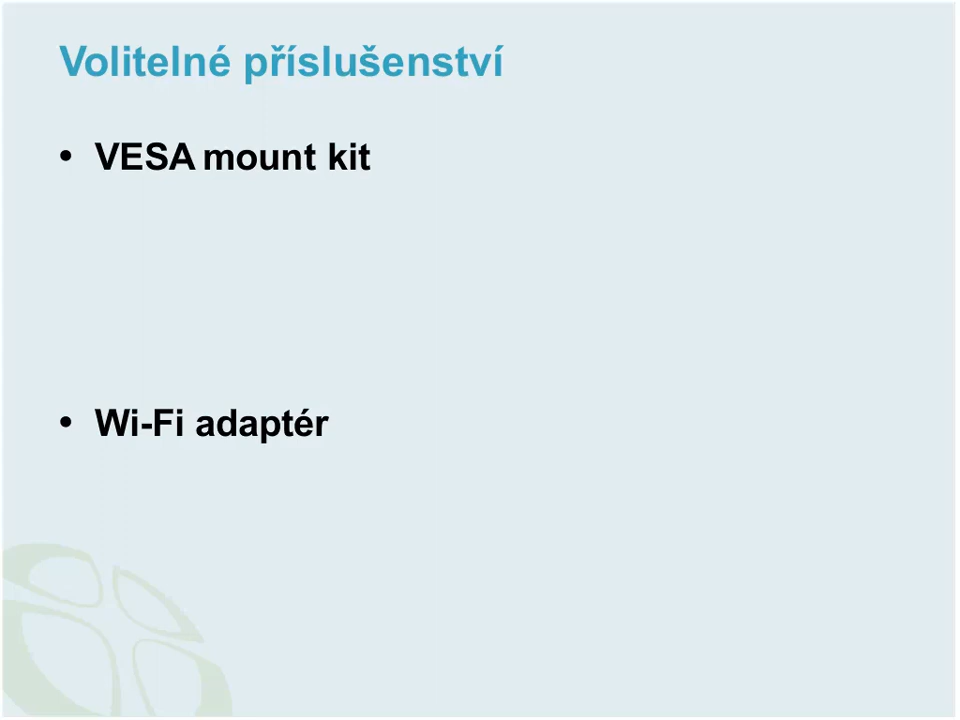 Volitelné příslušenství
• VESA mount kit
• Wi-Fi adaptér